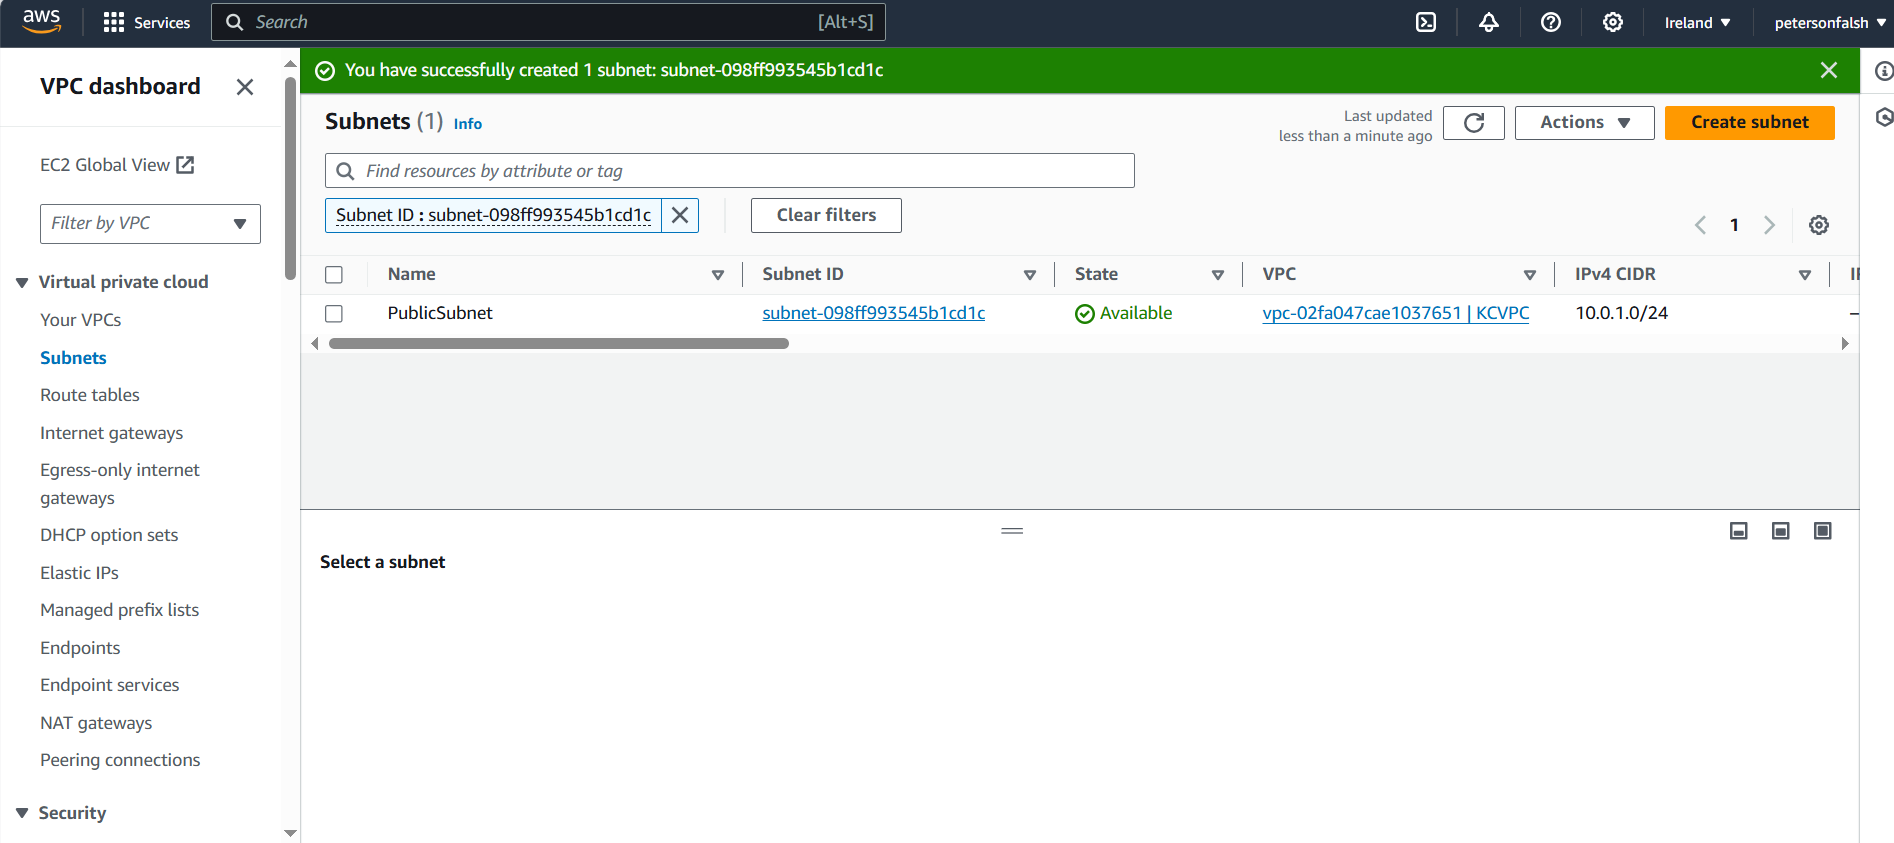 aws Services Search [Alt+S] Ireland petersonfalsh
VPC dashboard
EC2 Global View
Filter by VPC
Virtual private cloud
Your VPCs
Subnets
Route tables
Internet gateways
Egress-only internet
gateways
DHCP option sets
Elastic IPs
Managed prefix lists
Endpoints
Endpoint services
NAT gateways
Peering connections
Security
You have successfully created 1 subnet: subnet-098ff993545b1cd1c
Subnets (1) Info
Last updated
less than a minute ago
Actions
Create subnet
Find resources by attribute or tag
Subnet ID : subnet-098ff993545b1cd1c
Clear filters
1
Name Subnet ID State VPC IPv4 CIDR
PublicSubnet subnet-098ff993545b1cd1c Available vpc-02fa047cae1037651 | KCVPC 10.0.1.0/24 –
Select a subnet